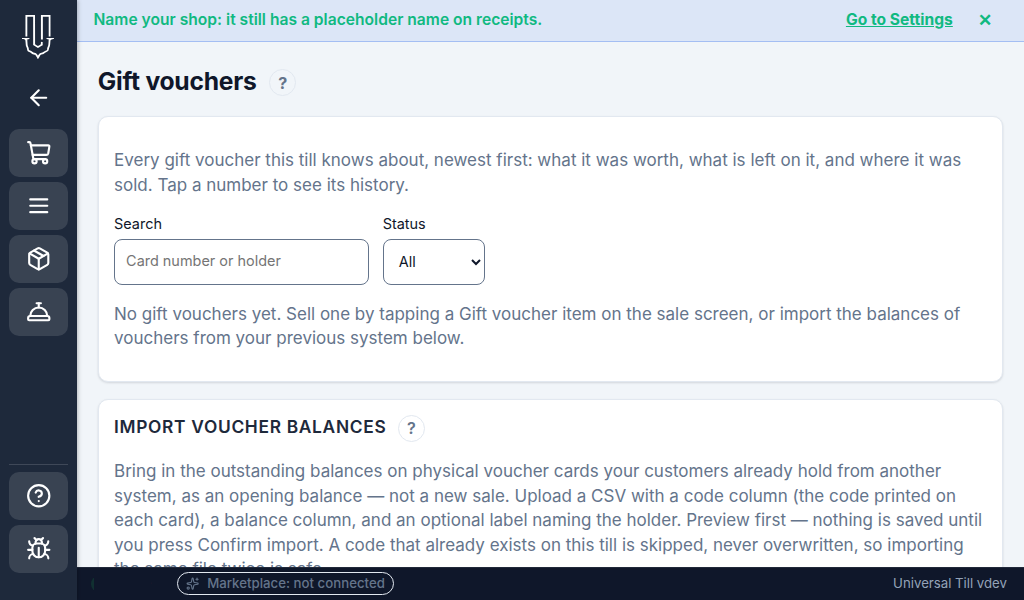 Name your shop: it still has a placeholder name on receipts.
Go to Settings ✕
Gift vouchers ?
Every gift voucher this till knows about, newest first: what it was worth, what is left on it, and where it was
sold. Tap a number to see its history.
Search Status
Card number or holder All
No gift vouchers yet. Sell one by tapping a Gift voucher item on the sale screen, or import the balances of
vouchers from your previous system below.
IMPORT VOUCHER BALANCES ?
Bring in the outstanding balances on physical voucher cards your customers already hold from another
system, as an opening balance — not a new sale. Upload a CSV with a code column (the code printed on
each card), a balance column, and an optional label naming the holder. Preview first — nothing is saved until
you press Confirm import. A code that already exists on this till is skipped, never overwritten, so importing
the same file twice is safe.
Marketplace: not connected
Universal Till vdev